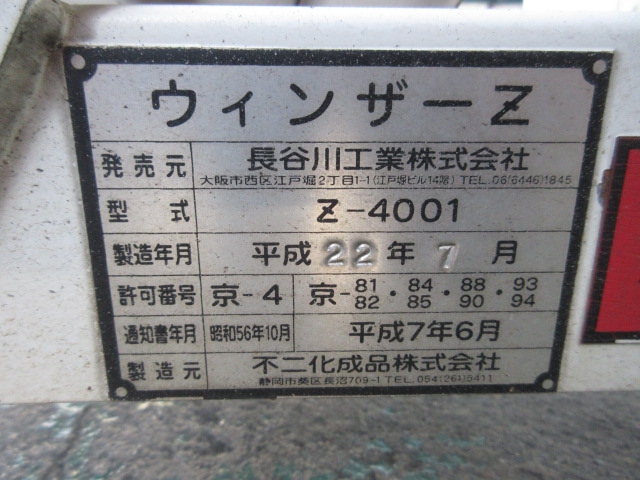 ウィンザーZ
発売元 長谷川工業株式会社
大阪市西区江戸堀2丁目1-1(江戸堀ビル14階) TEL.06(6446)1845
型式 Z-4001
製造年月 平成22年7月
許可番号 京-4 京-81・84・88・93
82・85・90・94
通知書年月 昭和56年10月 平成7年6月
製造元 不二化成品株式会社
静岡市葵区長沼709-1 TEL.054(261)5411